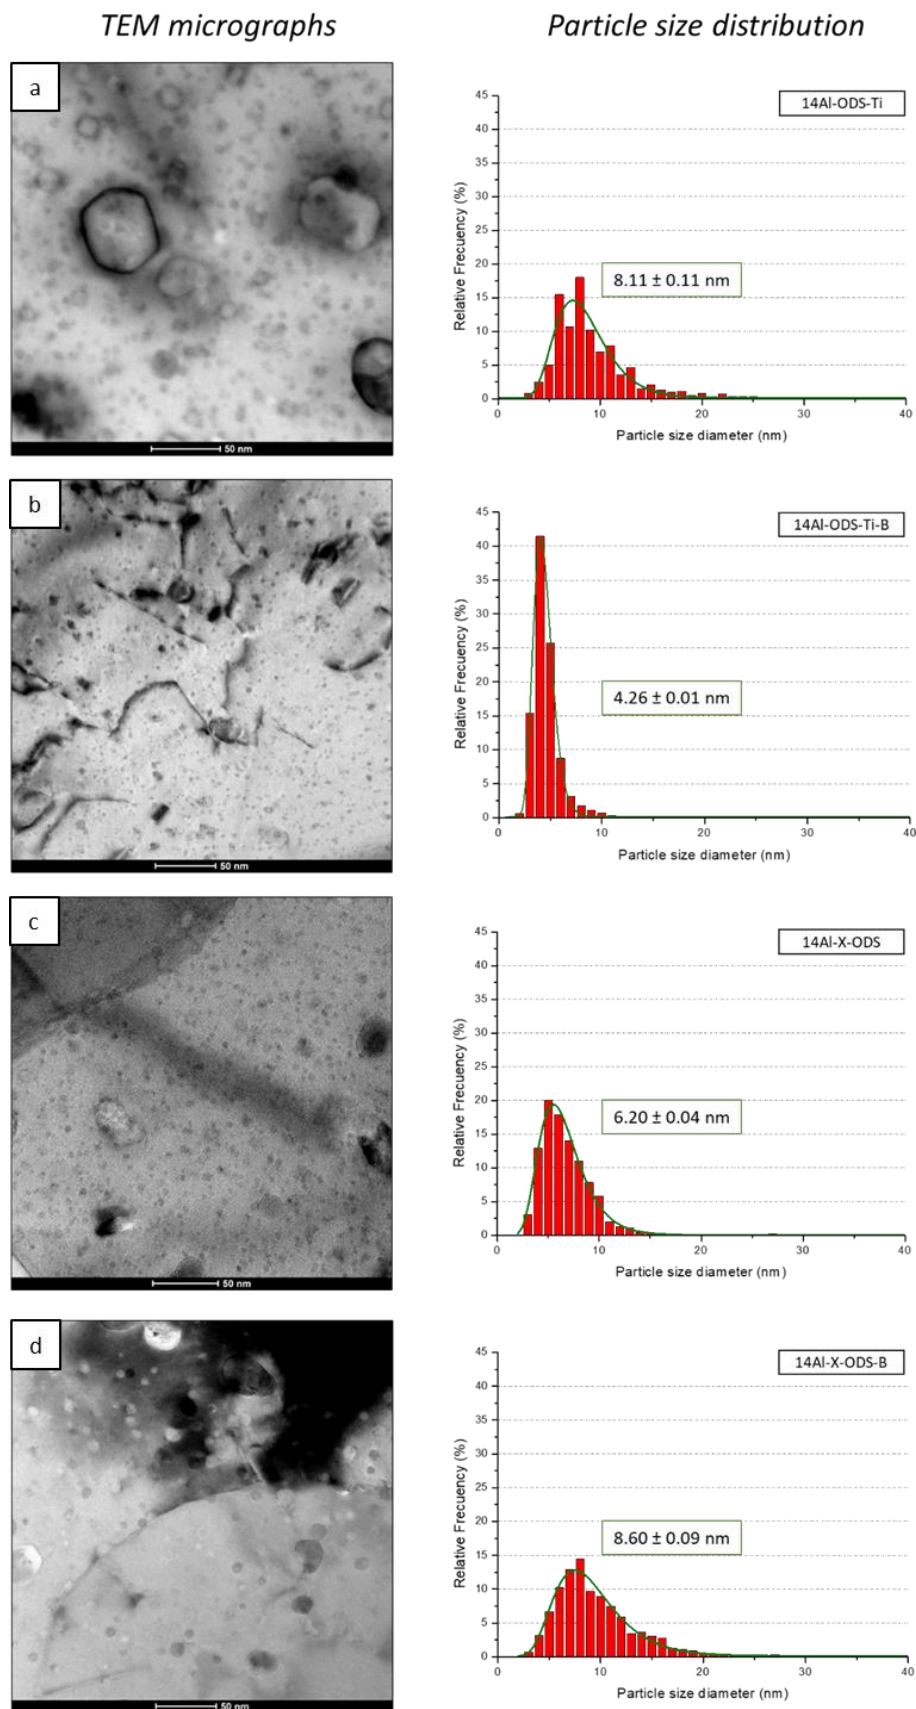 TEM micrographs
Particle size distribution
a
50 nm
45
40
35
30
25
20
15
10
5
0
Relative Frecuency (%)
14Al-ODS-Ti
8.11 ± 0.11 nm
0 10 20 30 40
Particle size diameter (nm)
b
50 nm
45
40
35
30
25
20
15
10
5
0
Relative Frecuency (%)
14Al-ODS-Ti-B
4.26 ± 0.01 nm
0 10 20 30 40
Particle size diameter (nm)
c
50 nm
45
40
35
30
25
20
15
10
5
0
Relative Frecuency (%)
14Al-X-ODS
6.20 ± 0.04 nm
0 10 20 30 40
Particle size diameter (nm)
d
50 nm
45
40
35
30
25
20
15
10
5
0
Relative Frecuency (%)
14Al-X-ODS-B
8.60 ± 0.09 nm
0 10 20 30 40
Particle size diameter (nm)